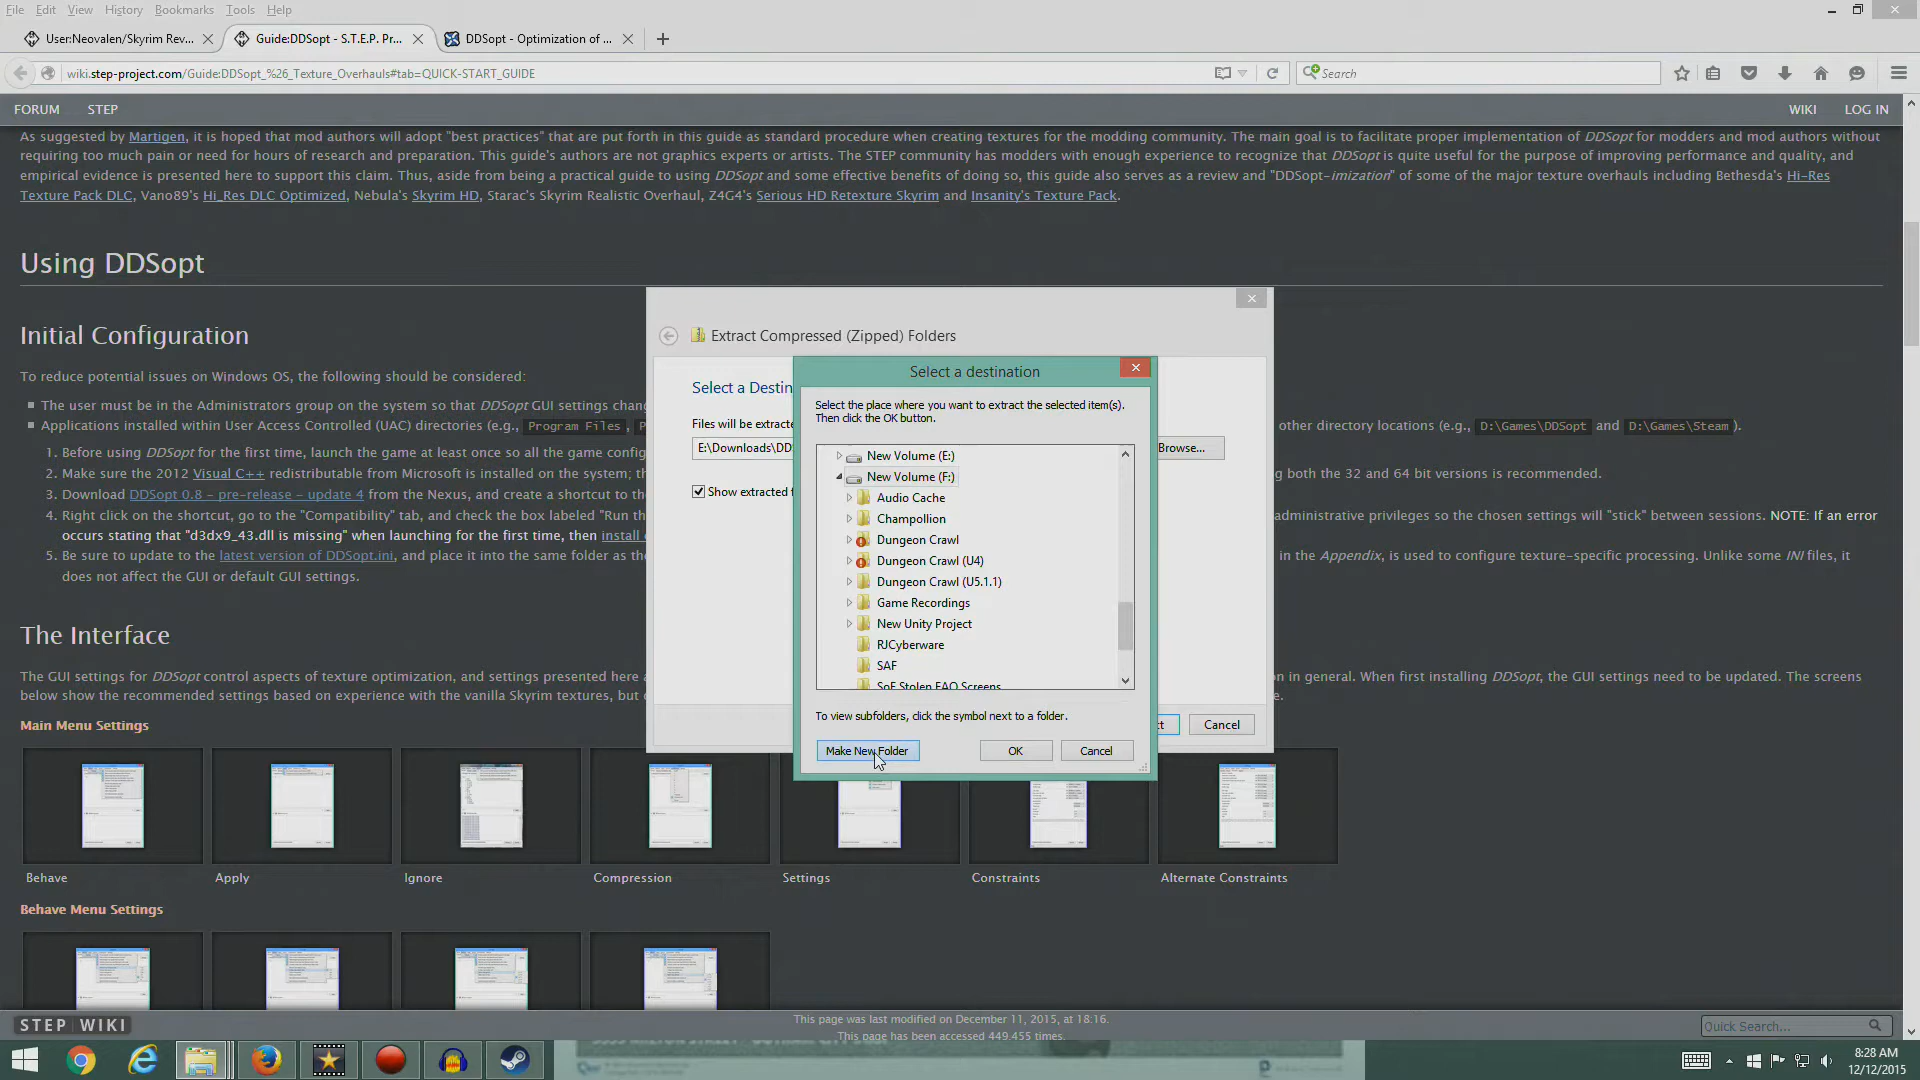 File Edit View History Bookmarks Tools Help
User:Neovalen/Skyrim Rev... Guide:DDSopt - S.T.E.P. Pr... DDSopt - Optimization of ...
wiki.step-project.com/Guide:DDSopt_%26_Texture_Overhauls#tab=QUICK-START_GUIDE Search
FORUM STEP WIKI LOG IN
As suggested by Martigen, it is hoped that mod authors will adopt "best practices" that are put forth in this guide as standard procedure when creating textures for the modding community. The main goal is to facilitate proper implementation of DDSopt for modders and mod authors without
requiring too much pain or need for hours of research and preparation. This guide's authors are not graphics experts or artists. The STEP community has modders with enough experience to recognize that DDSopt is quite useful for the purpose of improving performance and quality, and
empirical evidence is presented here to support this claim. Thus, aside from being a practical guide to using DDSopt and some effective benefits of doing so, this guide also serves as a review and "DDSopt-imization" of some of the major texture overhauls including Bethesda's Hi-Res
Texture Pack DLC, Vano89's Hi_Res DLC Optimized, Nebula's Skyrim HD, Starac's Skyrim Realistic Overhaul, Z4G4's Serious HD Retexture Skyrim and Insanity's Texture Pack.
Using DDSopt
Initial Configuration
To reduce potential issues on Windows OS, the following should be considered:
The user must be in the Administrators group on the system so that DDSopt GUI settings chan
Applications installed within User Access Controlled (UAC) directories (e.g., Program Files, P other directory locations (e.g., D:\Games\DDSopt and D:\Games\Steam).
1. Before using DDSopt for the first time, launch the game at least once so all the game config
2. Make sure the 2012 Visual C++ redistributable from Microsoft is installed on the system; t ng both the 32 and 64 bit versions is recommended.
3. Download DDSopt 0.8 - pre-release - update 4 from the Nexus, and create a shortcut to th
4. Right click on the shortcut, go to the "Compatibility" tab, and check the box labeled "Run th administrative privileges so the chosen settings will "stick" between sessions. NOTE: If an error
occurs stating that "d3dx9_43.dll is missing" when launching for the first time, then install
5. Be sure to update to the latest version of DDSopt.ini, and place it into the same folder as th in the Appendix, is used to configure texture-specific processing. Unlike some INI files, it
does not affect the GUI or default GUI settings.
The Interface
The GUI settings for DDSopt control aspects of texture optimization, and settings presented here a n in general. When first installing DDSopt, the GUI settings need to be updated. The screens
below show the recommended settings based on experience with the vanilla Skyrim textures, but e.
Main Menu Settings
Behave Apply Ignore Compression Settings Constraints Alternate Constraints
Behave Menu Settings
Extract Compressed (Zipped) Folders
Select a Destin
Files will be extracte
E:\Downloads\DD Browse...
Show extracted f
ct Cancel
Select a destination
Select the place where you want to extract the selected item(s).
Then click the OK button.
New Volume (E:)
New Volume (F:)
Audio Cache
Champollion
Dungeon Crawl
Dungeon Crawl (U4)
Dungeon Crawl (U5.1.1)
Game Recordings
New Unity Project
RJCyberware
SAF
SoF Stolen FAQ Screens
To view subfolders, click the symbol next to a folder.
Make New Folder OK Cancel
STEP WIKI
This page was last modified on December 11, 2015, at 18:16.
This page has been accessed 449,455 times.
Quick Search...
8:28 AM
12/12/2015